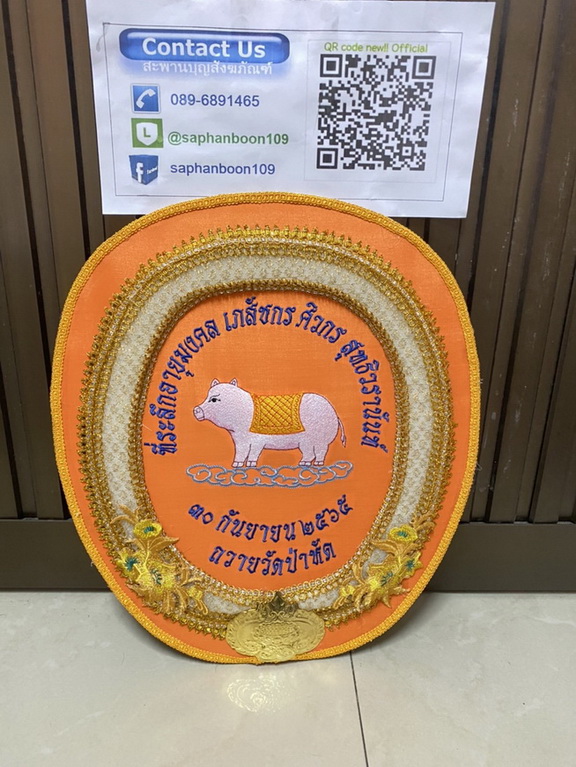 Contact Us
สะพานบุญสังฆภัณฑ์
089-6891465
@saphanboon109
saphanboon109
QR code new!! Official
ที่ระลึกอายุมงคล เภสัชกร ศิวกร สุทธิวรานันท์
๓๐ กันยายน ๒๕๖๕
ถวายวัดป่าหัด